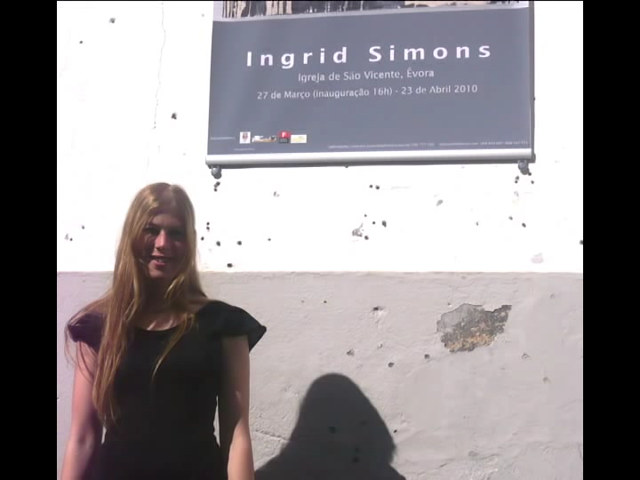 Ingrid Simons
Igreja de São Vicente, Évora
27 de Março (inauguração 16h) - 23 de Abril 2010